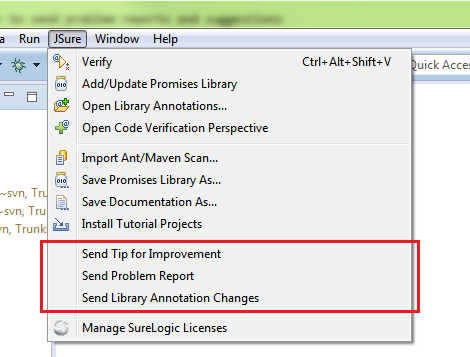 to send problem reports and suggestions
a Run JSure Window Help
Verify Ctrl+Alt+Shift+V
Add/Update Promises Library
Quick Acces
Open Library Annotations...
Open Code Verification Perspective
Import Ant/Maven Scan...
Save Promises Library As...
~svn, Trun
Save Documentation As...
~svn, Trun
Install Tutorial Projects
vn, Trunk
Send Tip for Improvement
Send Problem Report
Send Library Annotation Changes
Manage SureLogic Licenses